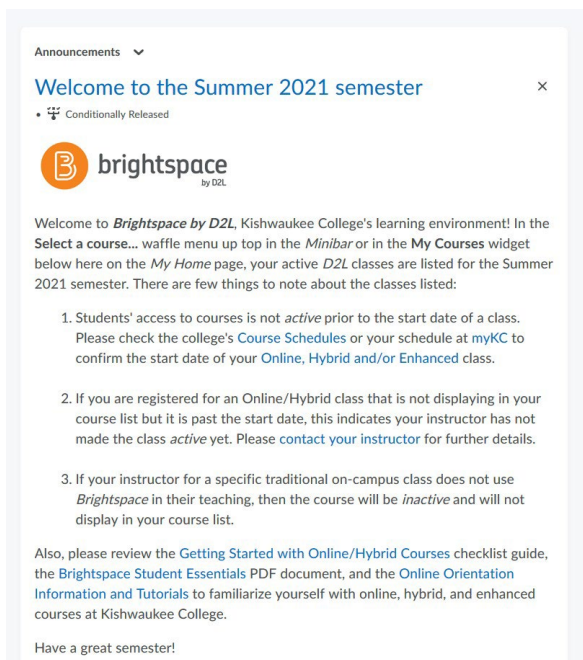 Announcements
Welcome to the Summer 2021 semester
• Conditionally Released
brightspace
by D2L
Welcome to Brightspace by D2L, Kishwaukee College's learning environment! In the
Select a course... waffle menu up top in the Minibar or in the My Courses widget
below here on the My Home page, your active D2L classes are listed for the Summer
2021 semester. There are few things to note about the classes listed:
1. Students' access to courses is not active prior to the start date of a class.
Please check the college's Course Schedules or your schedule at myKC to
confirm the start date of your Online, Hybrid and/or Enhanced class.
2. If you are registered for an Online/Hybrid class that is not displaying in your
course list but it is past the start date, this indicates your instructor has not
made the class active yet. Please contact your instructor for further details.
3. If your instructor for a specific traditional on-campus class does not use
Brightspace in their teaching, then the course will be inactive and will not
display in your course list.
Also, please review the Getting Started with Online/Hybrid Courses checklist guide,
the Brightspace Student Essentials PDF document, and the Online Orientation
Information and Tutorials to familiarize yourself with online, hybrid, and enhanced
courses at Kishwaukee College.
Have a great semester!